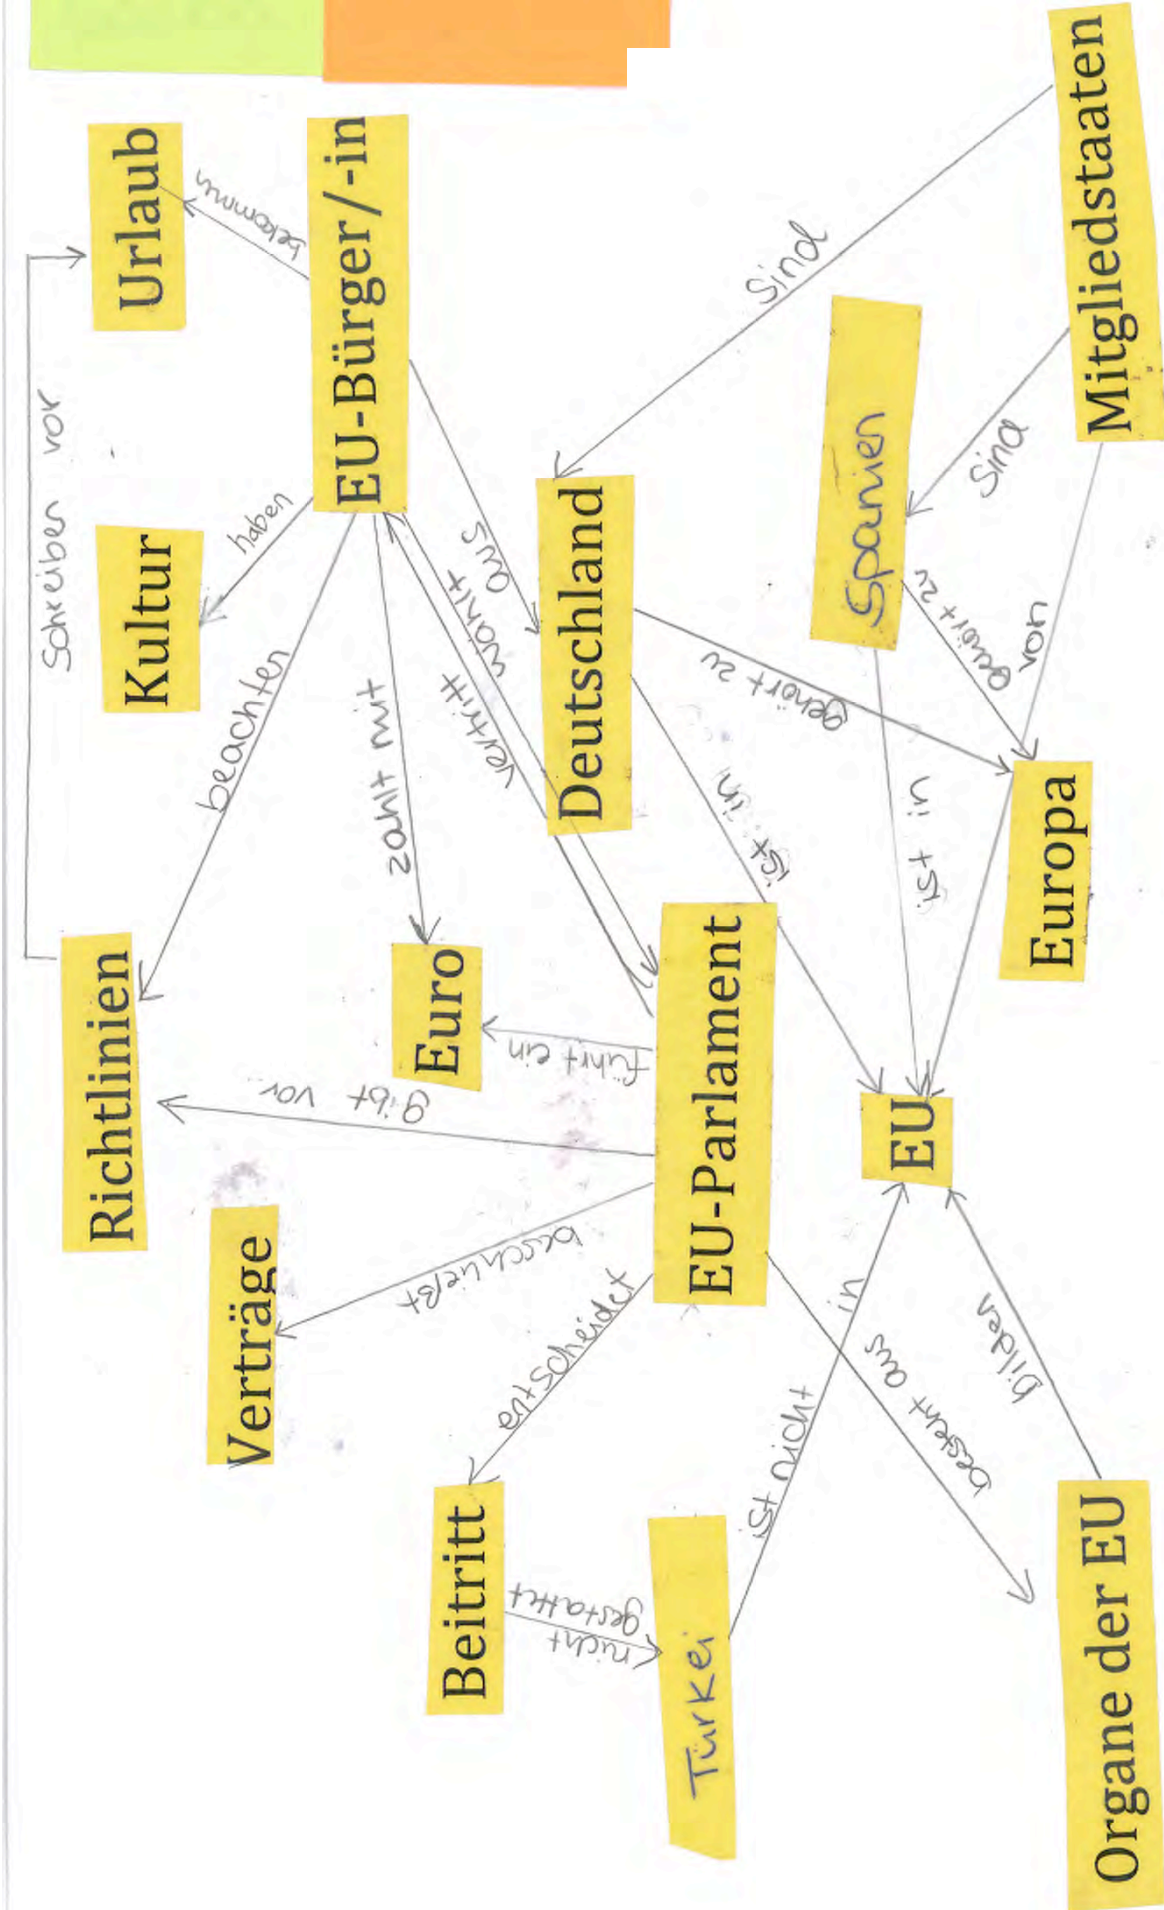 Schreiben vor
Richtlinien
Kultur
Urlaub
Verträge
beachten
haben
bekommen
gibt vor
Euro
zahlt mit
EU-Bürger/-in
Beitritt
entscheidet
beschließt
führt ein
vertritt
wählt
aus
nicht
gestattet
Türkei
EU-Parlament
Deutschland
sind
ist nicht in
besteht aus
ist in
gehört zu
Spanien
EU
ist in
gehört zu
sind
bilden
von
Organe der EU
Europa
Mitgliedstaaten